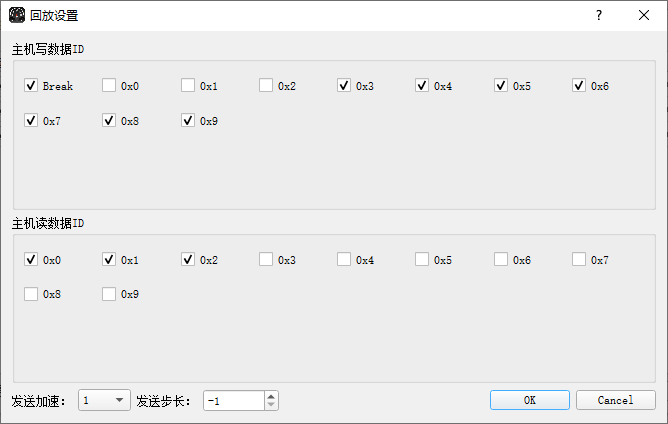 回放设置
主机写数据ID
Break 0x0 0x1 0x2 0x3 0x4 0x5 0x6
0x7 0x8 0x9
主机读数据ID
0x0 0x1 0x2 0x3 0x4 0x5 0x6 0x7
0x8 0x9
发送加速: 1 发送步长: -1 OK Cancel